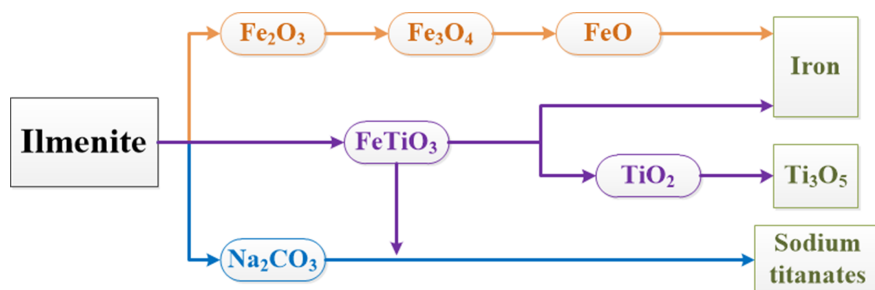 Fe₂O₃
Fe₃O₄
FeO
Iron
Ilmenite
FeTiO₃
TiO₂
Ti₃O₅
Na₂CO₃
Sodium
titanates